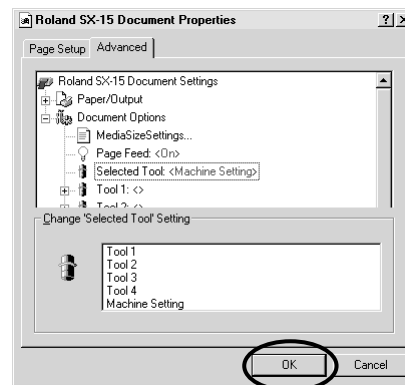 Roland SX-15 Document Properties
Page Setup Advanced
Roland SX-15 Document Settings
Paper/Output
Document Options
MediaSizeSettings...
Page Feed: <On>
Selected Tool: <Machine Setting>
Tool 1: <>
Tool 2: <>
Change 'Selected Tool' Setting
Tool 1
Tool 2
Tool 3
Tool 4
Machine Setting
OK Cancel